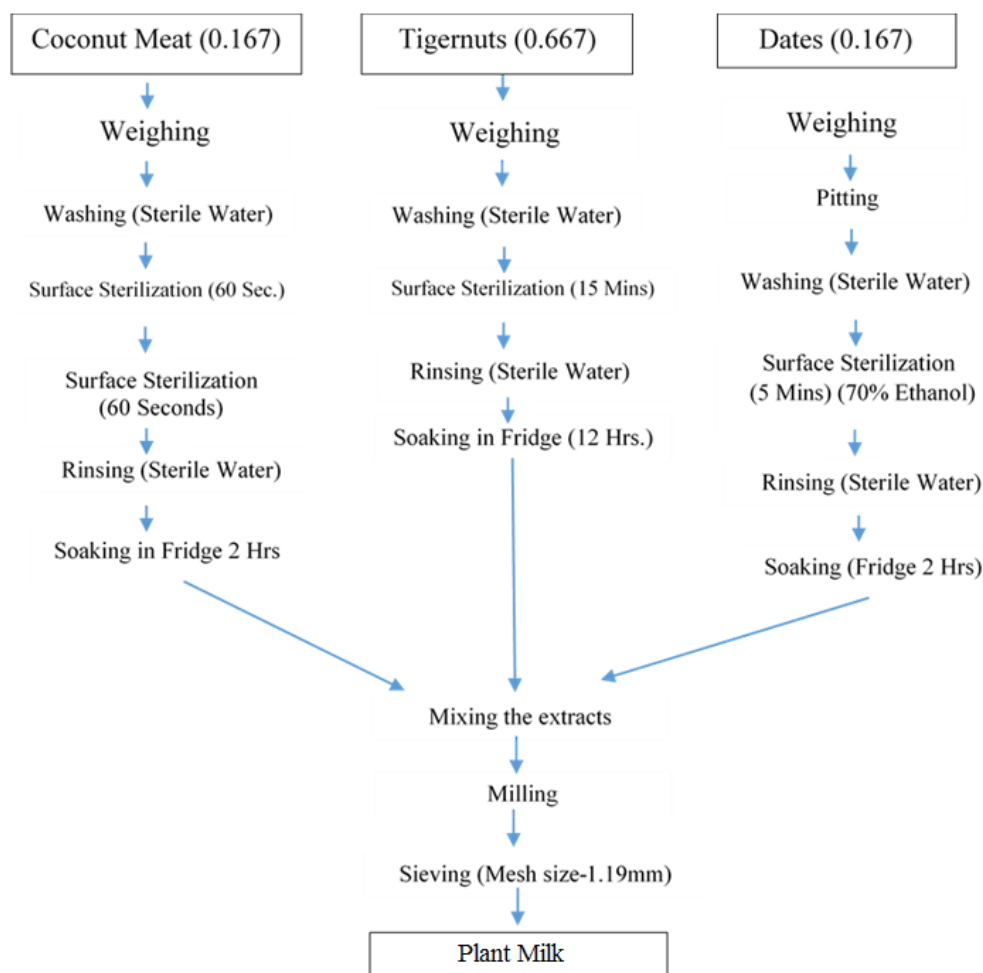 Coconut Meat (0.167)
Weighing
Washing (Sterile Water)
Surface Sterilization (60 Sec.)
Surface Sterilization
(60 Seconds)
Rinsing (Sterile Water)
Soaking in Fridge 2 Hrs
Tigernuts (0.667)
Weighing
Washing (Sterile Water)
Surface Sterilization (15 Mins)
Rinsing (Sterile Water)
Soaking in Fridge (12 Hrs.)
Dates (0.167)
Weighing
Pitting
Washing (Sterile Water)
Surface Sterilization
(5 Mins) (70% Ethanol)
Rinsing (Sterile Water)
Soaking (Fridge 2 Hrs)
Mixing the extracts
Milling
Sieving (Mesh size-1.19mm)
Plant Milk